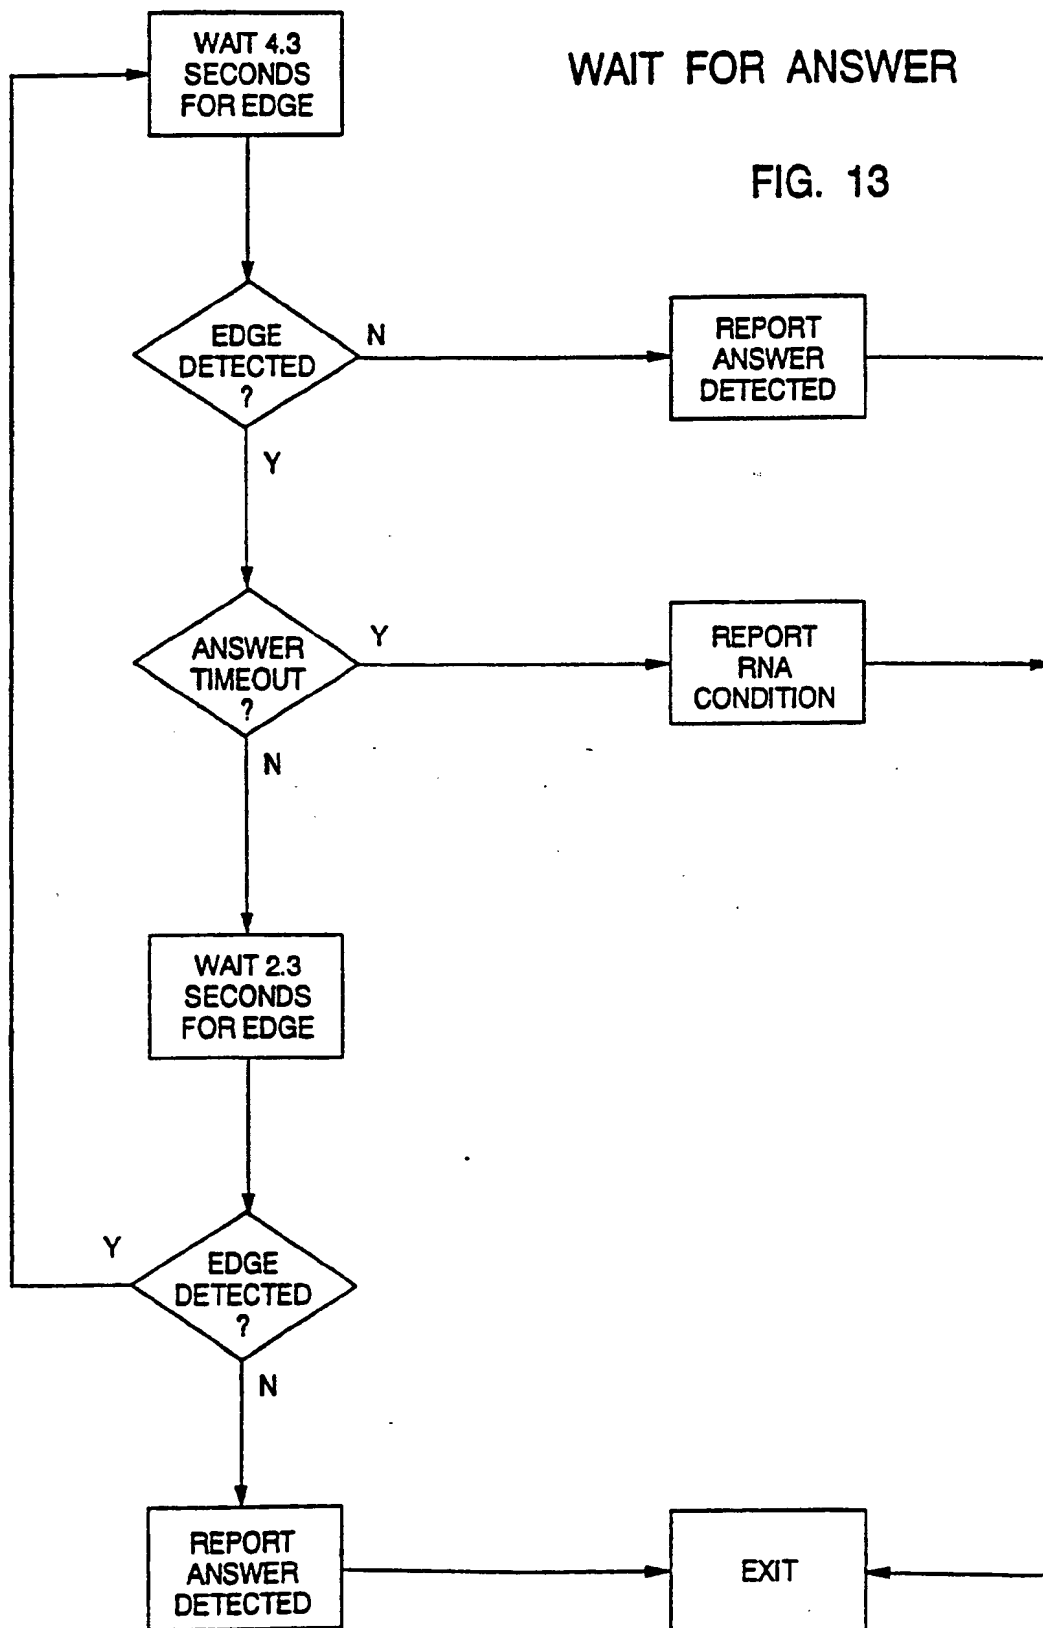 WAIT FOR ANSWER
FIG. 13
WAIT 4.3
SECONDS
FOR EDGE
EDGE
DETECTED
?
N
Y
REPORT
ANSWER
DETECTED
ANSWER
TIMEOUT
?
Y
N
REPORT
RNA
CONDITION
WAIT 2.3
SECONDS
FOR EDGE
EDGE
DETECTED
?
Y
N
REPORT
ANSWER
DETECTED
EXIT